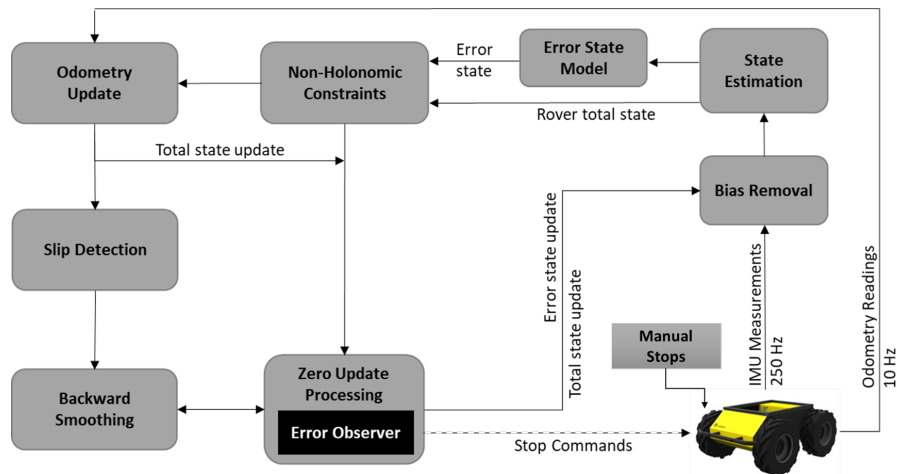 Odometry
Update
Non-Holonomic
Constraints
Error
state
Error State
Model
State
Estimation
Rover total state
Total state update
Bias Removal
Slip Detection
Error state update
Total state update
IMU Measurements
250 Hz
Odometry Readings
10 Hz
Manual
Stops
Backward
Smoothing
Zero Update
Processing
Error Observer
Stop Commands